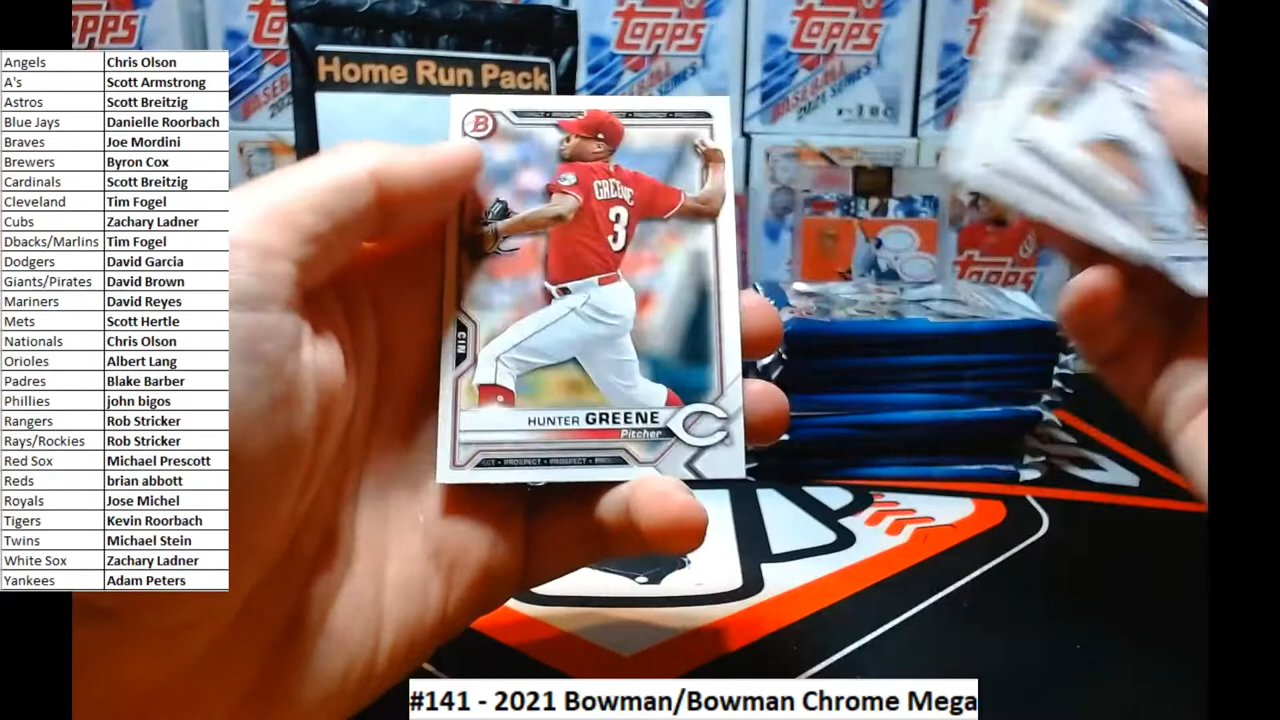 Angels Chris Olson
A's Scott Armstrong
Astros Scott Breitzig
Blue Jays Danielle Roorbach
Braves Joe Mordini
Brewers Byron Cox
Cardinals Scott Breitzig
Cleveland Tim Fogel
Cubs Zachary Ladner
Dbacks/Marlins Tim Fogel
Dodgers David Garcia
Giants/Pirates David Brown
Mariners David Reyes
Mets Scott Hertle
Nationals Chris Olson
Orioles Albert Lang
Padres Blake Barber
Phillies john bigos
Rangers Rob Stricker
Rays/Rockies Rob Stricker
Red Sox Michael Prescott
Reds brian abbott
Royals Jose Michel
Tigers Kevin Roorbach
Twins Michael Stein
White Sox Zachary Ladner
Yankees Adam Peters
Home Run Pack
TOPPS
TOPPS
TOPPS
B
GREENE
3
CIN
HUNTER GREENE
Pitcher
PROSPECT • PROSPECT
#141 - 2021 Bowman/Bowman Chrome Mega